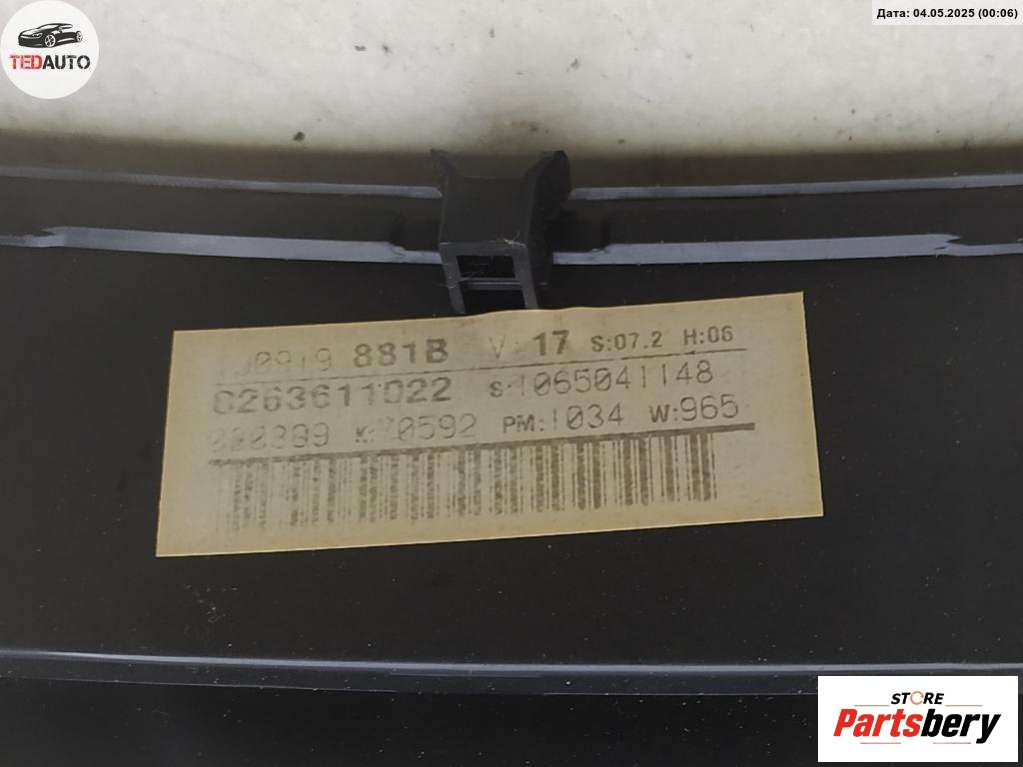 Дата: 04.05.2025 (00:06)
TEDAUTO
881B V: 17 S:07.2 H:06
0263611022 S:1065041148
K:70592 PM:1034 W:965
STORE
Partsbery